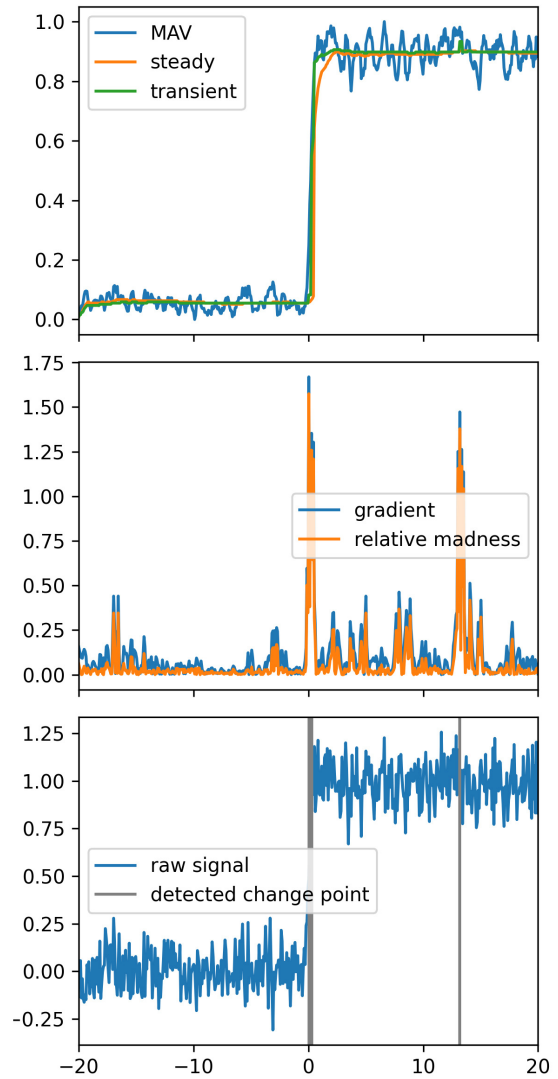 1.0
0.8
0.6
0.4
0.2
0.0
MAV
steady
transient
1.75
1.50
1.25
1.00
0.75
0.50
0.25
0.00
gradient
relative madness
1.25
1.00
0.75
0.50
0.25
0.00
-0.25
raw signal
detected change point
−20 −10 0 10 20